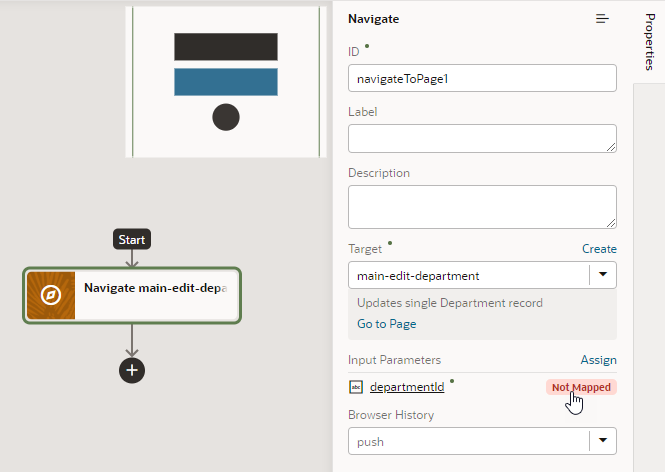 Start
Navigate main-edit-depa
Navigate
Properties
ID
navigateToPage1
Label
Description
Target
Create
main-edit-department
Updates single Department record
Go to Page
Input Parameters
Assign
abc
departmentId
Not Mapped
Browser History
push